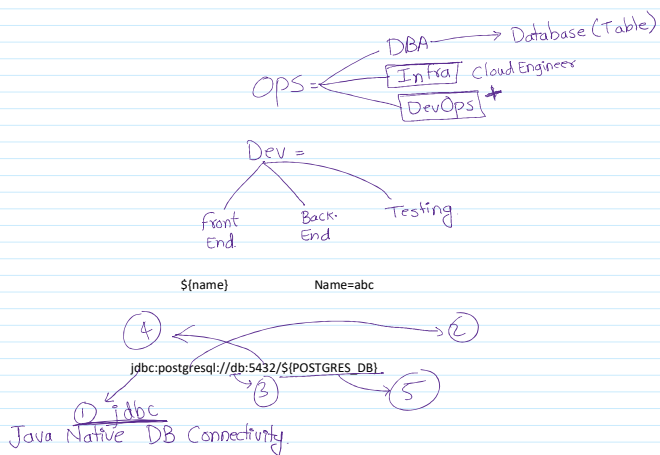 DBA → Database (Table)
OPS = Infra Cloud Engineer
DevOps +
Dev =
Front End. Back. End Testing
${name} Name=abc
4 2
jdbc:postgresql://db:5432/${POSTGRES_DB}
3 5
① jdbc
Java Native DB Connectivity.